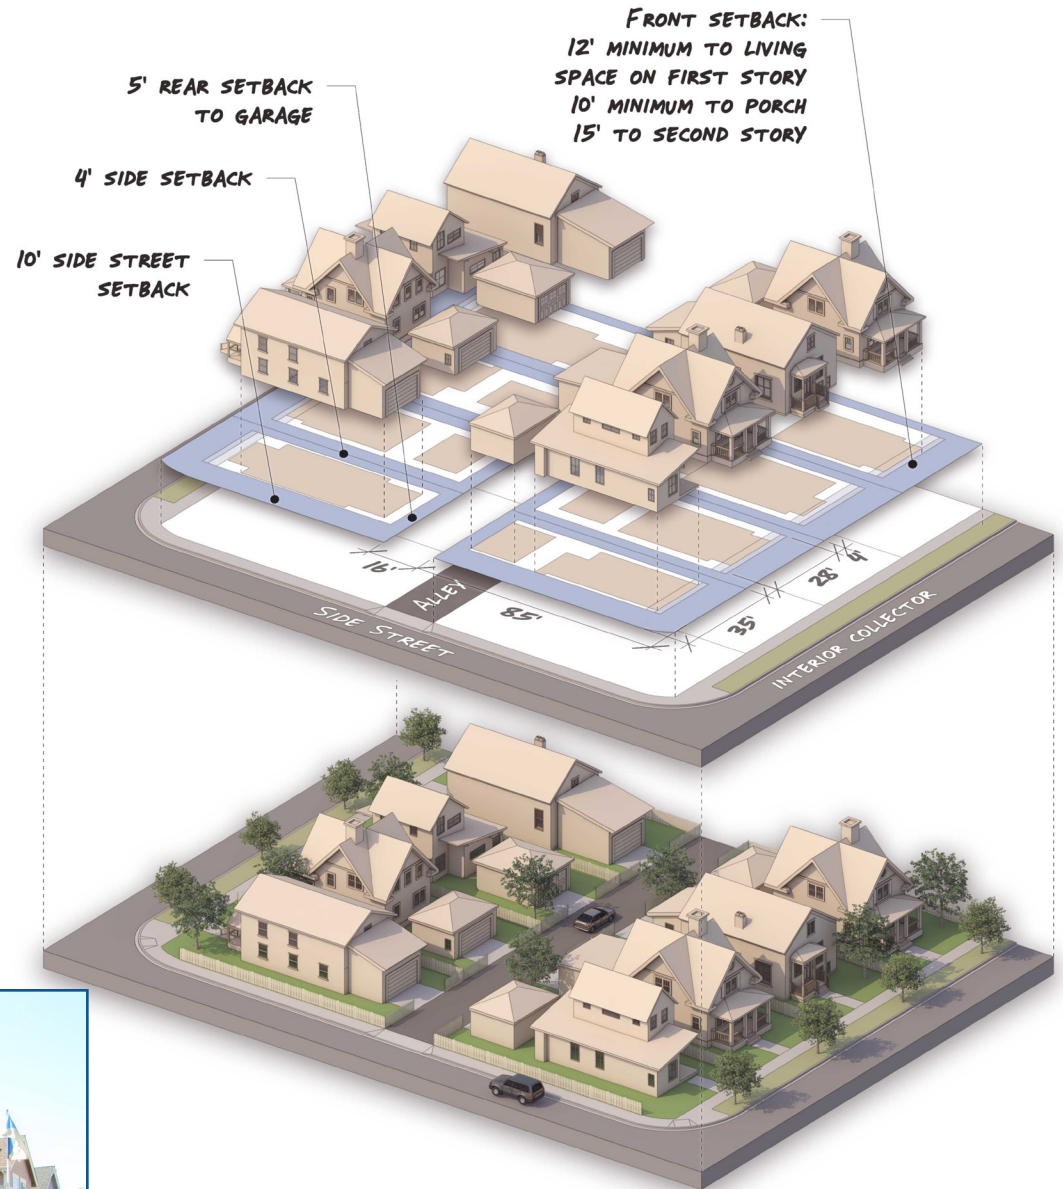 FRONT SETBACK:
12' MINIMUM TO LIVING
SPACE ON FIRST STORY
10' MINIMUM TO PORCH
15' TO SECOND STORY
5' REAR SETBACK
TO GARAGE
4' SIDE SETBACK
10' SIDE STREET
SETBACK
16'
ALLEY
85'
35'
28'
4'
SIDE STREET
INTERIOR COLLECTOR